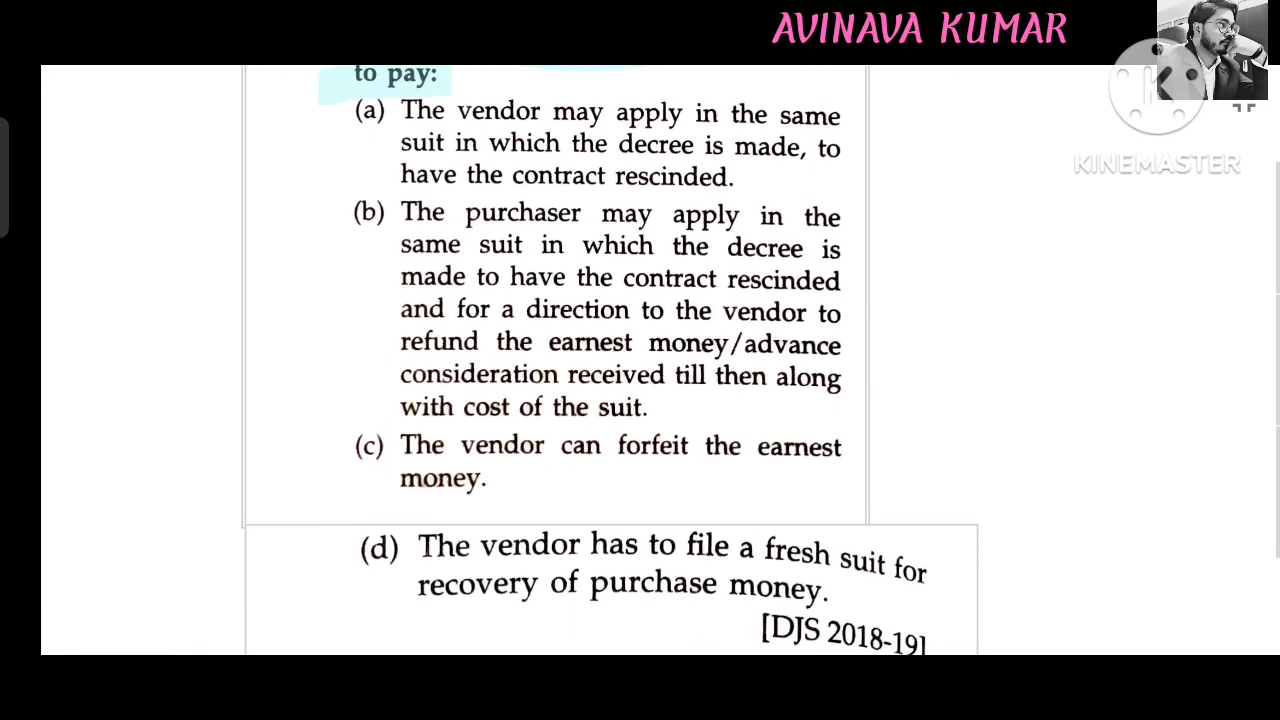 AVINAVA KUMAR
to pay:
(a) The vendor may apply in the same
suit in which the decree is made, to
have the contract rescinded.
(b) The purchaser may apply in the
same suit in which the decree is
made to have the contract rescinded
and for a direction to the vendor to
refund the earnest money/advance
consideration received till then along
with cost of the suit.
(c) The vendor can forfeit the earnest
money.
(d) The vendor has to file a fresh suit for
recovery of purchase money.
[DJS 2018-19]
K
KINEMASTER